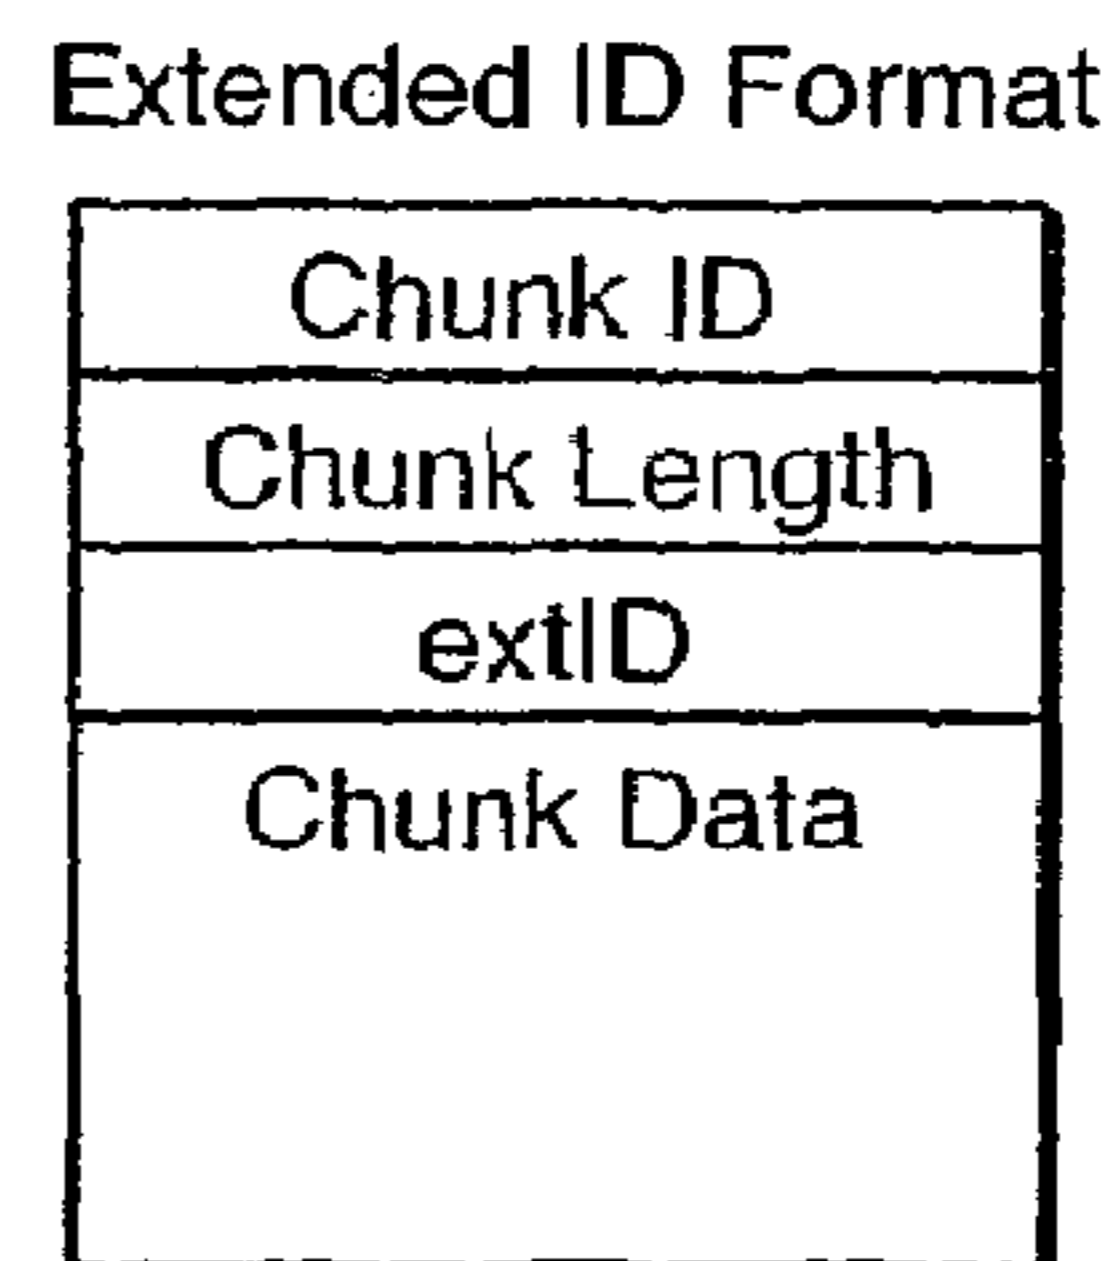 Extended ID Format
Chunk ID
Chunk Length
extID
Chunk Data